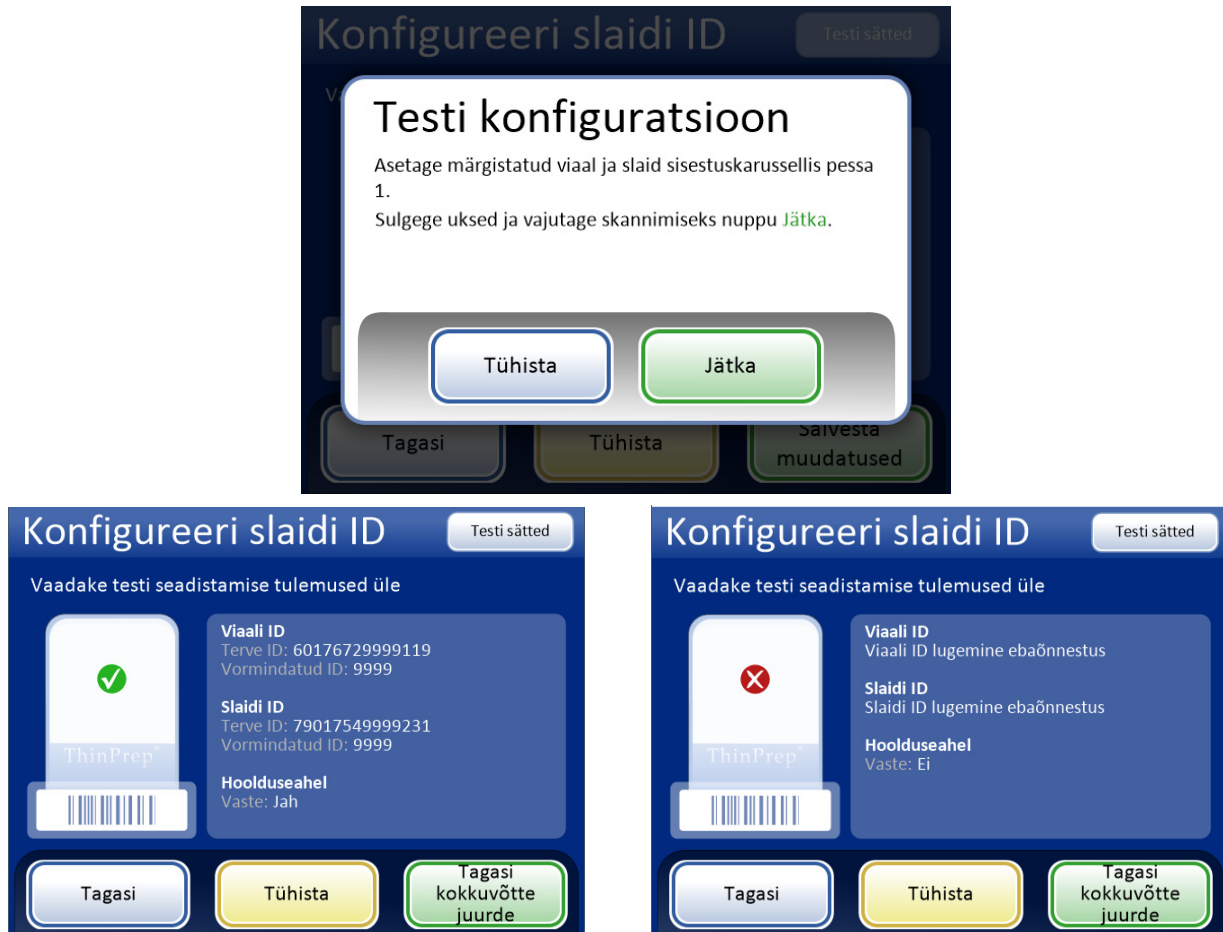 Konfigureeri slaidi ID
Testi sätted
Testi konfiguratsioon
Asetage märgistatud viaal ja slaid sisestuskarussellis pessa
1.
Sulgege uksed ja vajutage skannimiseks nuppu Jätka.
Tühista
Jätka
Tagasi
Tühista
Salvesta
muudatused
Konfigureeri slaidi ID
Testi sätted
Vaadake testi seadistamise tulemused üle
Viaali ID
Terve ID: 60176729999119
Vormindatud ID: 9999
Slaidi ID
Terve ID: 79017549999231
Vormindatud ID: 9999
Hoolduseahel
Vaste: Jah
ThinPrep®
Tagasi
Tühista
Tagasi
kokkuvõtte
juurde
Konfigureeri slaidi ID
Testi sätted
Vaadake testi seadistamise tulemused üle
Viaali ID
Viaali ID lugemine ebaõnnestus
Slaidi ID
Slaidi ID lugemine ebaõnnestus
Hoolduseahel
Vaste: Ei
ThinPrep®
Tagasi
Tühista
Tagasi
kokkuvõtte
juurde